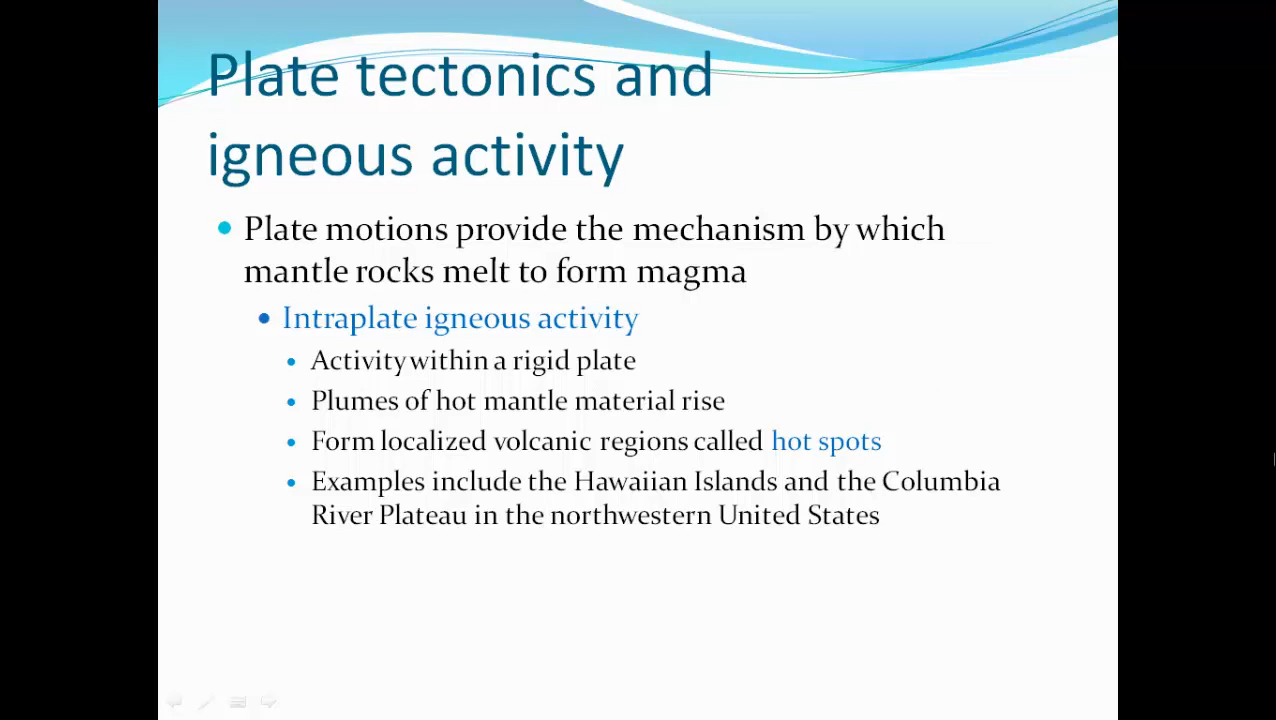 Plate tectonics and
igneous activity
Plate motions provide the mechanism by which
mantle rocks melt to form magma
Intraplate igneous activity
Activity within a rigid plate
Plumes of hot mantle material rise
Form localized volcanic regions called hot spots
Examples include the Hawaiian Islands and the Columbia
River Plateau in the northwestern United States